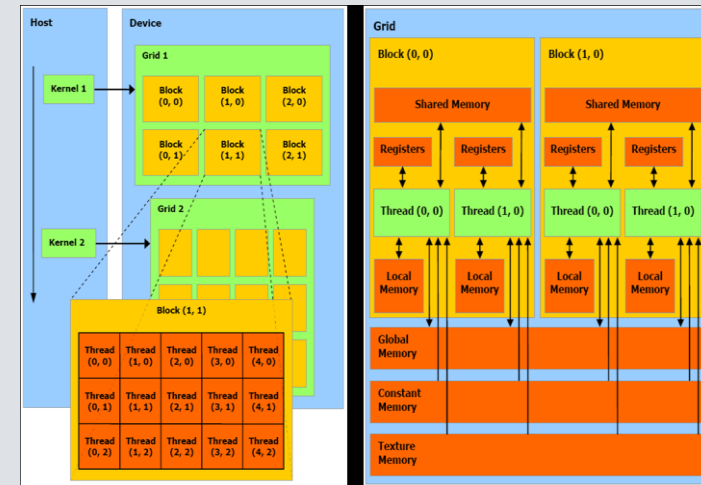 Host
Device
Grid 1
Kernel 1
Block
(0, 0)
Block
(1, 0)
Block
(2, 0)
Block
(0, 1)
Block
(1, 1)
Block
(2, 1)
Grid 2
Kernel 2
Block (1, 1)
Thread
(0, 0)
Thread
(1, 0)
Thread
(2, 0)
Thread
(3, 0)
Thread
(4, 0)
Thread
(0, 1)
Thread
(1, 1)
Thread
(2, 1)
Thread
(3, 1)
Thread
(4, 1)
Thread
(0, 2)
Thread
(1, 2)
Thread
(2, 2)
Thread
(3, 2)
Thread
(4, 2)
Grid
Block (0, 0)
Block (1, 0)
Shared Memory
Shared Memory
Registers
Registers
Registers
Registers
Thread (0, 0)
Thread (1, 0)
Thread (0, 0)
Thread (1, 0)
Local
Memory
Local
Memory
Local
Memory
Local
Memory
Global
Memory
Constant
Memory
Texture
Memory